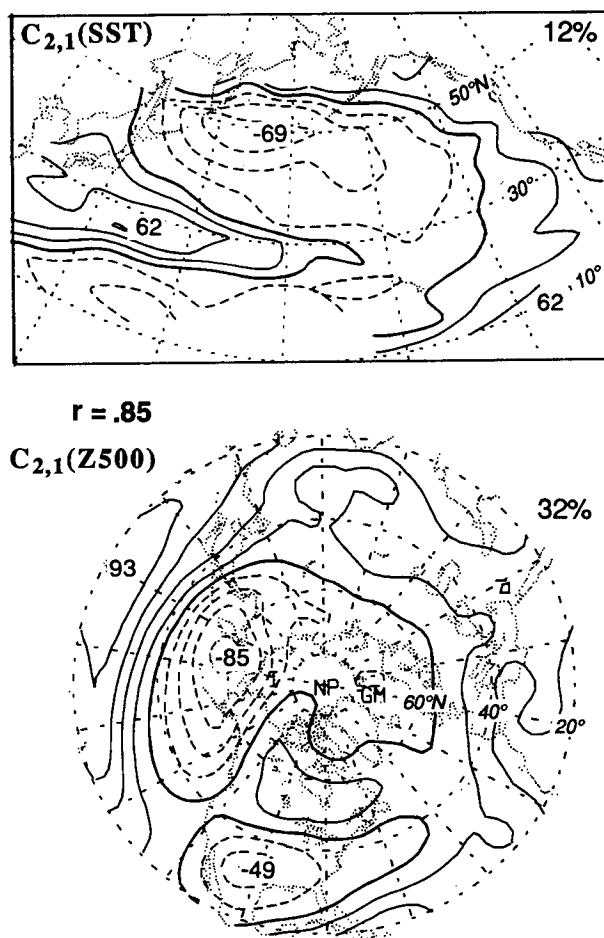 C2,1(SST) 12%
50°N
-69
30°
62
10°
62
r = .85
C2,1(Z500)
32%
93
-85
NP
GM
60°N 40° 20°
-49